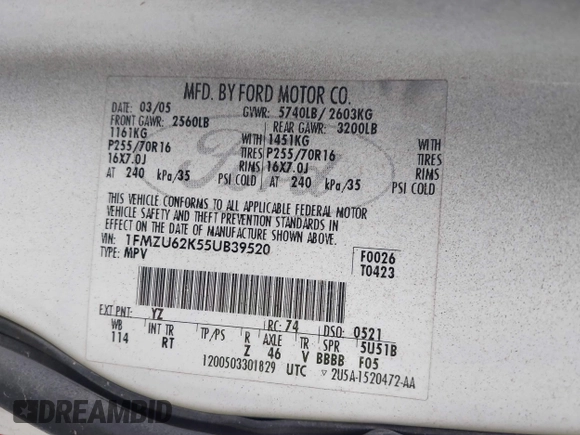 MFD. BY FORD MOTOR CO.
DATE: 03/05 GVWR: 5740LB / 2603KG
FRONT GAWR: 2560LB REAR GAWR: 3200LB
1161KG WITH 1451KG WITH
P255/70R16 TIRES P255/70R16 TIRES
16X7.0J RIMS 16X7.0J RIMS
AT 240 kPa/35 PSI COLD AT 240 kPa/35 PSI COLD
Ford
THIS VEHICLE CONFORMS TO ALL APPLICABLE FEDERAL MOTOR
VEHICLE SAFETY AND THEFT PREVENTION STANDARDS IN
EFFECT ON THE DATE OF MANUFACTURE SHOWN ABOVE.
VIN: 1FMZU62K55UB39520 F0026
TYPE: MPV T0423
EXT PNT: YZ RC: 74 DSO: 0521
WB INT TR TP/PS R AXLE TR SPR 5U51B
114 RT Z 46 V BBBB F05
1200503301829 UTC ▽ 2U5A-1520472-AA
DREAMBID